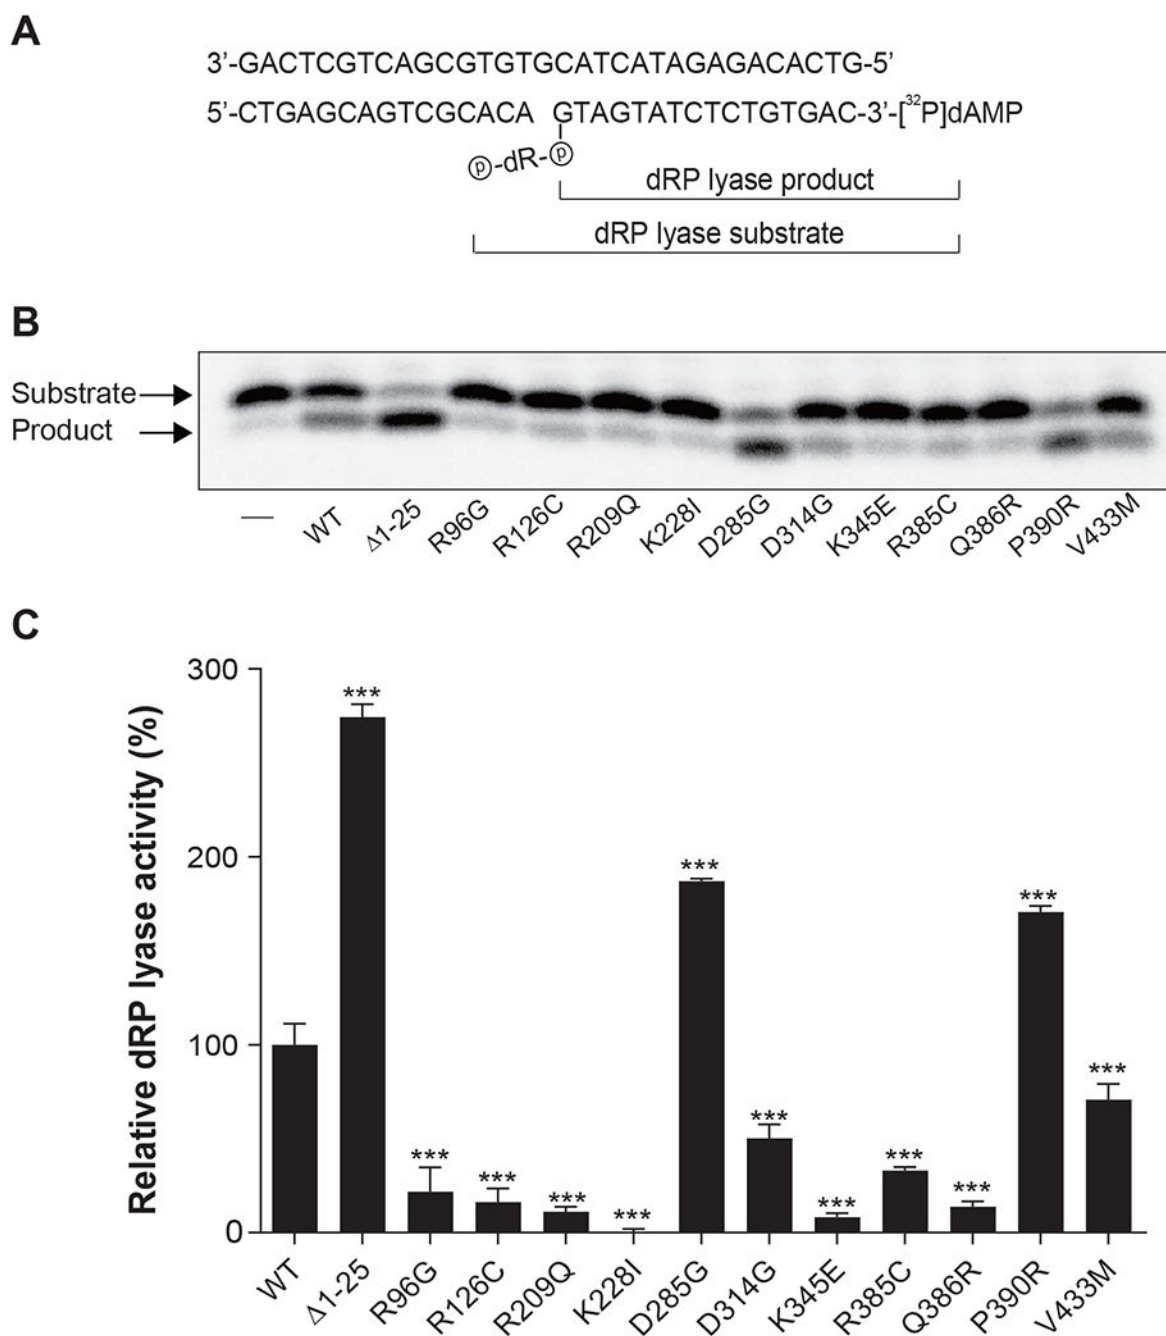 A
3’-GACTCGTCAGCGTGTGCATCATAGAGACACTG-5’
5’-CTGAGCAGTCGCACA GTAGTATCTCTGTGAC-3’-[³²P]dAMP
Ⓟ-dR-Ⓟ
dRP lyase product
dRP lyase substrate
B
Substrate
Product
— WT Δ1-25 R96G R126C R209Q K228I D285G D314G K345E R385C Q386R P390R V433M
C
Relative dRP lyase activity (%)
300
200
100
0
*** *** *** *** *** *** *** *** *** *** *** ***
WT Δ1-25 R96G R126C R209Q K228I D285G D314G K345E R385C Q386R P390R V433M